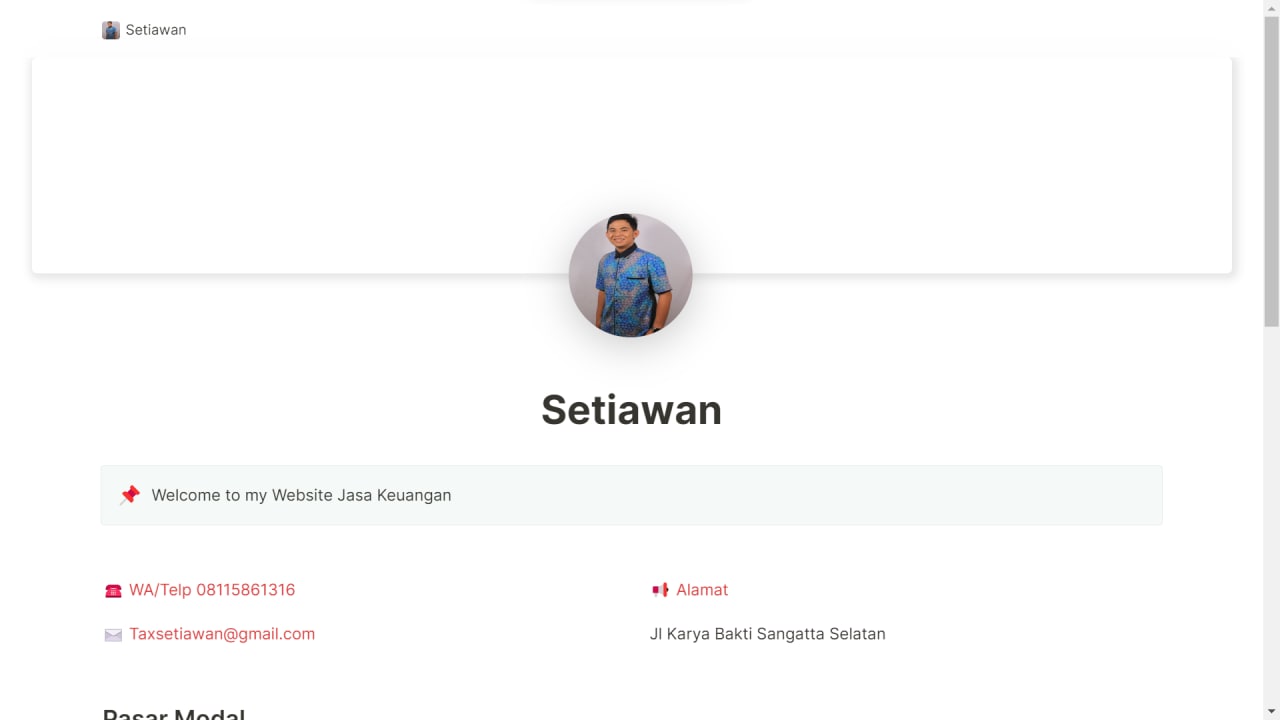 Setiawan
Setiawan
Welcome to my Website Jasa Keuangan
WA/Telp 08115861316
Alamat
Taxsetiawan@gmail.com
Jl Karya Bakti Sangatta Selatan
Pasar Modal